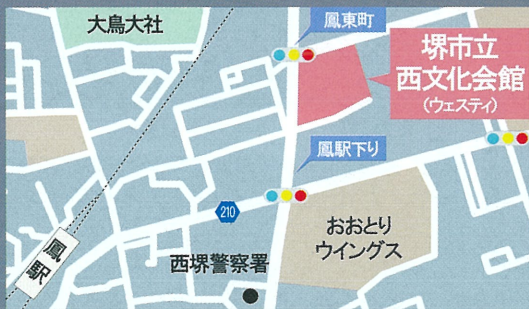 大鳥大社
鳳東町
堺市立
西文化会館
(ウェスティ)
鳳駅下り
210
おおとり
ウイングス
鳳駅
西堺警察署